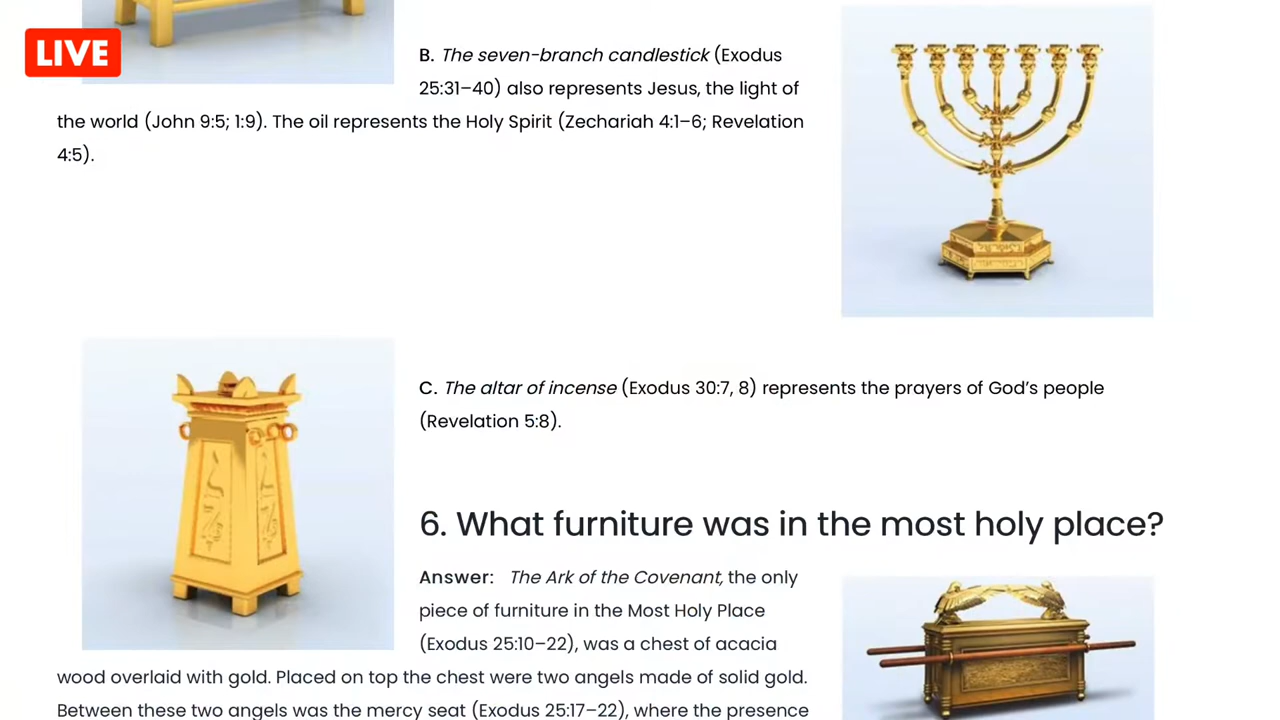 LIVE
B. The seven-branch candlestick (Exodus
25:31–40) also represents Jesus, the light of
the world (John 9:5; 1:9). The oil represents the Holy Spirit (Zechariah 4:1–6; Revelation
4:5).
C. The altar of incense (Exodus 30:7, 8) represents the prayers of God’s people
(Revelation 5:8).
6. What furniture was in the most holy place?
Answer: The Ark of the Covenant, the only
piece of furniture in the Most Holy Place
(Exodus 25:10–22), was a chest of acacia
wood overlaid with gold. Placed on top the chest were two angels made of solid gold.
Between these two angels was the mercy seat (Exodus 25:17–22), where the presence